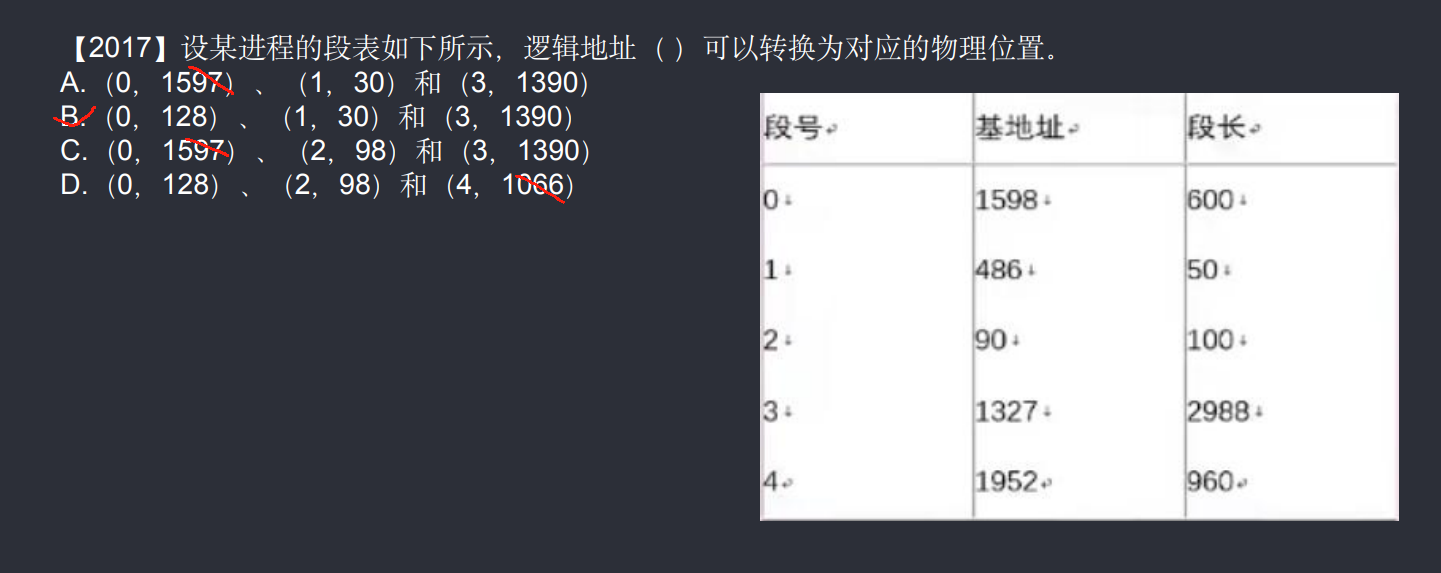 【2017】设某进程的段表如下所示，逻辑地址（ ）可以转换为对应的物理位置。
A.（0，1597）、（1，30）和（3，1390）
B.（0，128）、（1，30）和（3，1390）
C.（0，1597）、（2，98）和（3，1390）
D.（0，128）、（2，98）和（4，1066）
段号 基地址 段长
0 1598 600
1 486 50
2 90 100
3 1327 2988
4 1952 960